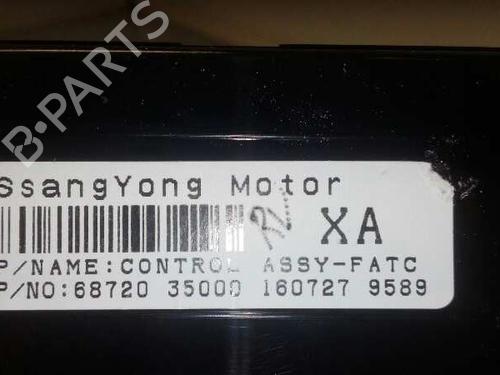 B-PARTS
SsangYong Motor
XA
P/NAME:CONTROL ASSY-FATC
P/NO:68720 35000 160727 9589